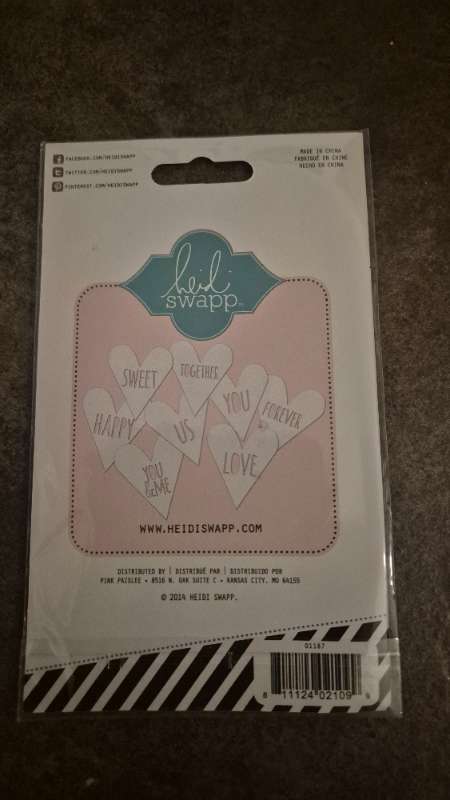 FACEBOOK.COM/HEIDISWAPP
TWITTER.COM/HEIDISWAPP
PINTEREST.COM/HEIDISWAPP
MADE IN CHINA
FABRIQUÉ EN CHINE
HECHO EN CHINA
heidi
swapp™
SWEET
TOGETHER
HAPPY
US
YOU
FOREVER
YOU
& ME
LOVE
WWW.HEIDISWAPP.COM
DISTRIBUTED BY | DISTRIBUÉ PAR | DISTRIBUIDO POR
PINK PAISLEE • 8516 N. OAK SUITE C • KANSAS CITY, MO 64155
© 2014 HEIDI SWAPP.
01167
8 11124 02109